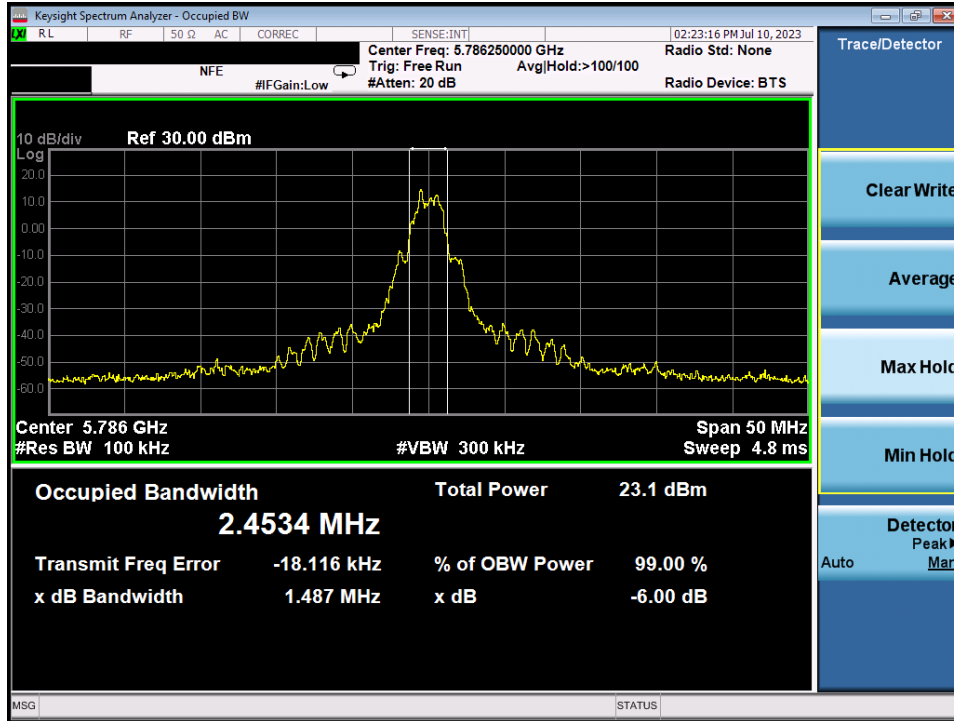 Keysight Spectrum Analyzer - Occupied BW
LXI RL RF 50 Ω AC CORREC SENSE:INT 02:23:16 PM Jul 10, 2023
Center Freq: 5.786250000 GHz Radio Std: None
Trig: Free Run Avg|Hold:>100/100
NFE
#IFGain:Low #Atten: 20 dB Radio Device: BTS
Trace/Detector
10 dB/div Ref 30.00 dBm
Log
20.0
10.0
0.00
-10.0
-20.0
-30.0
-40.0
-50.0
-60.0
Center 5.786 GHz Span 50 MHz
#Res BW 100 kHz #VBW 300 kHz Sweep 4.8 ms
Occupied Bandwidth Total Power 23.1 dBm
2.4534 MHz
Transmit Freq Error -18.116 kHz % of OBW Power 99.00 %
x dB Bandwidth 1.487 MHz x dB -6.00 dB
Clear Write
Average
Max Hold
Min Hold
Detector
Peak
Auto Man
MSG STATUS